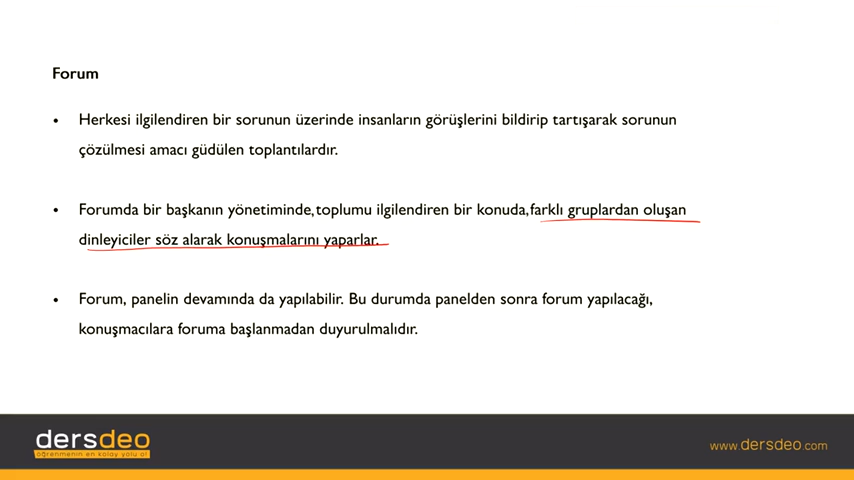 Forum
• Herkesi ilgilendiren bir sorunun üzerinde insanların görüşlerini bildirip tartışarak sorunun
çözülmesi amacı güdülen toplantılardır.
• Forumda bir başkanın yönetiminde,toplumu ilgilendiren bir konuda,farklı gruplardan oluşan
dinleyiciler söz alarak konuşmalarını yaparlar.
• Forum, panelin devamında da yapılabilir. Bu durumda panelden sonra forum yapılacağı,
konuşmacılara foruma başlanmadan duyurulmalıdır.
dersdeo
öğrenmenin en kolay yolu o!
www.dersdeo.com